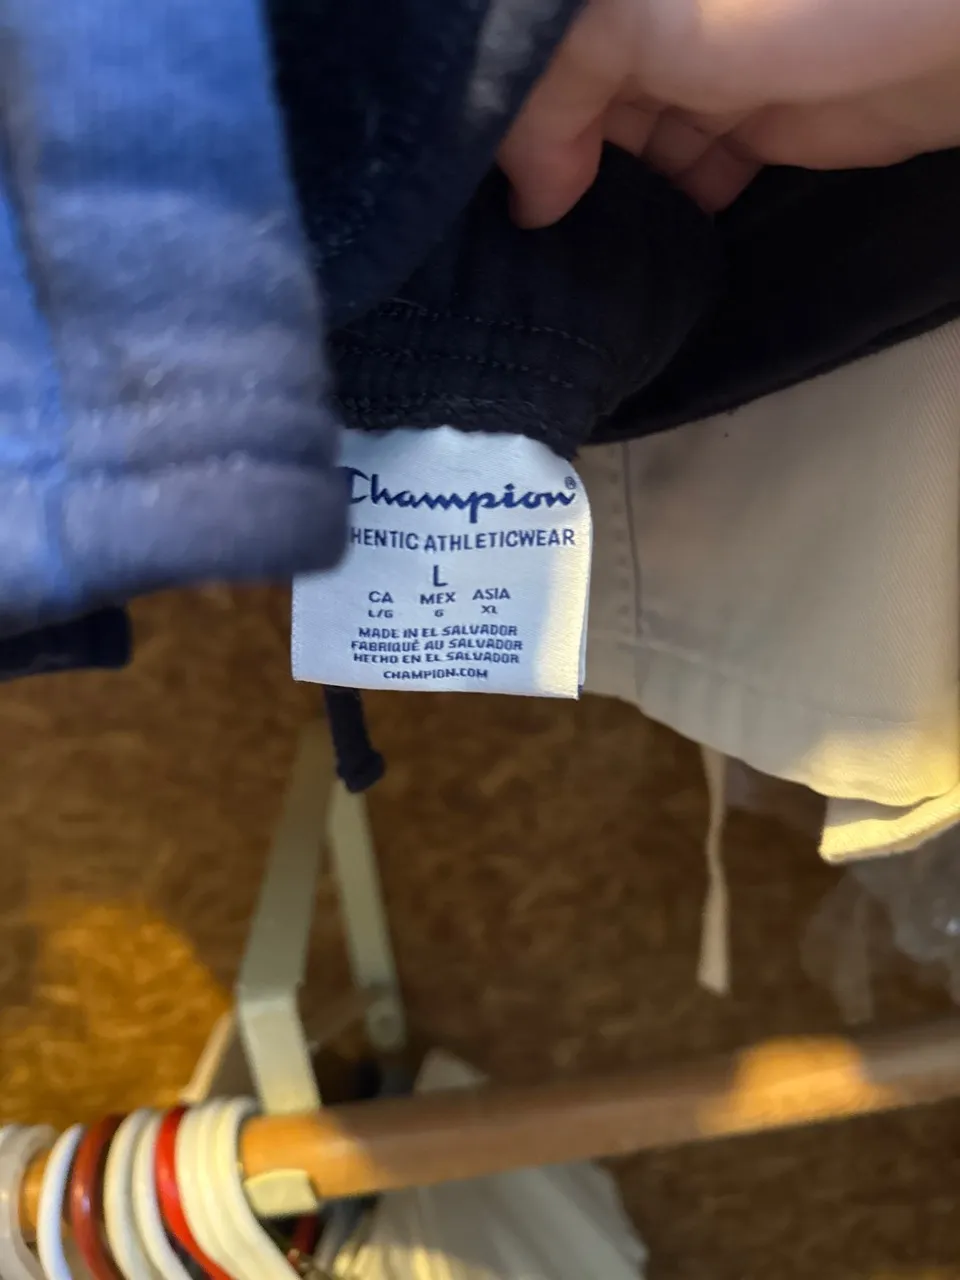 Champion®
HENTIC ATHLETICWEAR
L
CA MEX ASIA
L/G G XL
MADE IN EL SALVADOR
FABRIQUÉ AU SALVADOR
HECHO EN EL SALVADOR
CHAMPION.COM